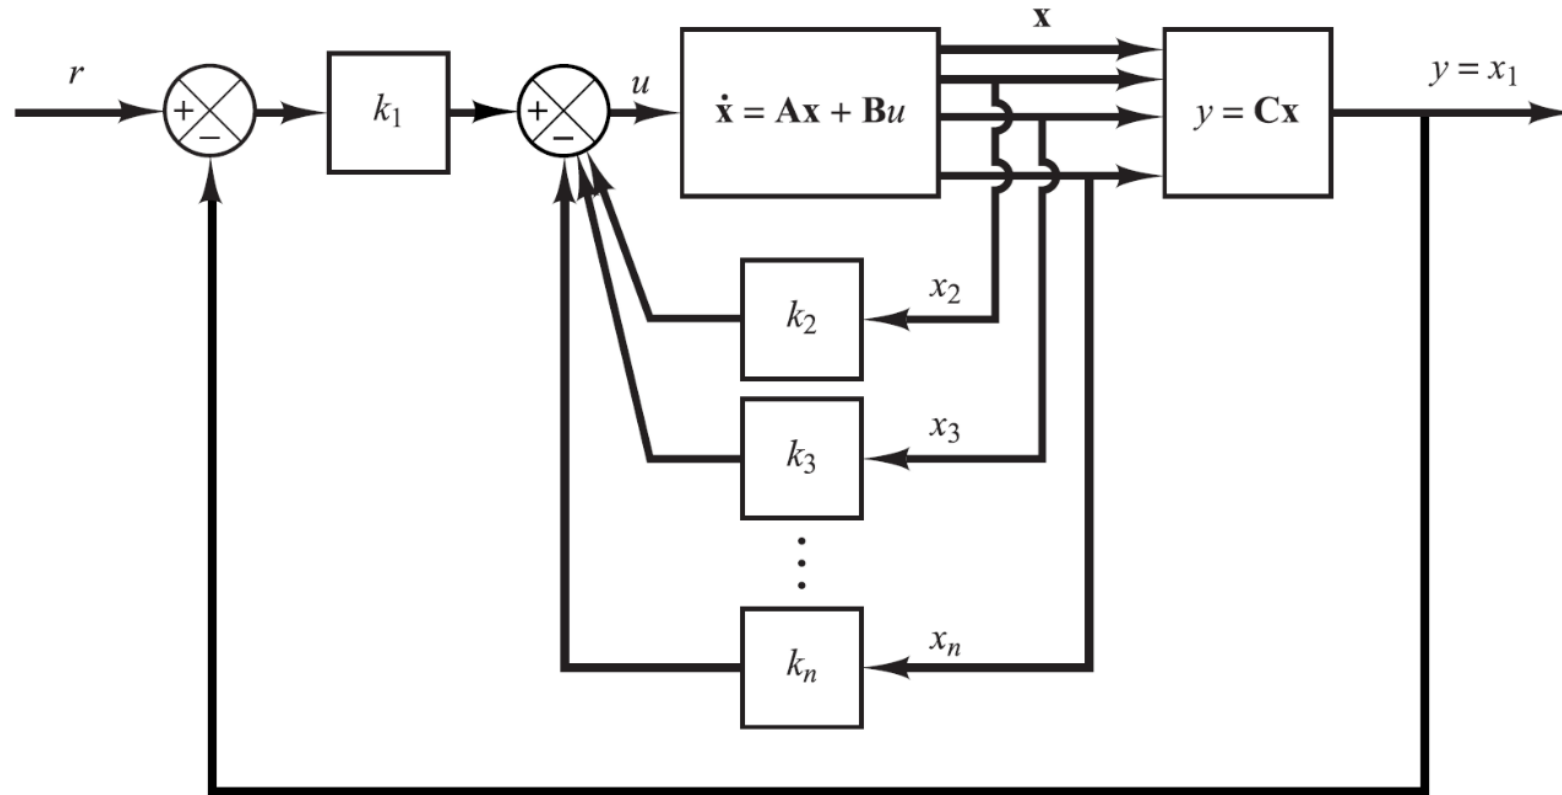 x
r
+
−
k₁
+
−
u
ẋ = Ax + Bu
y = Cx
y = x₁
k₂
x₂
k₃
x₃
⋮
kₙ
xₙ